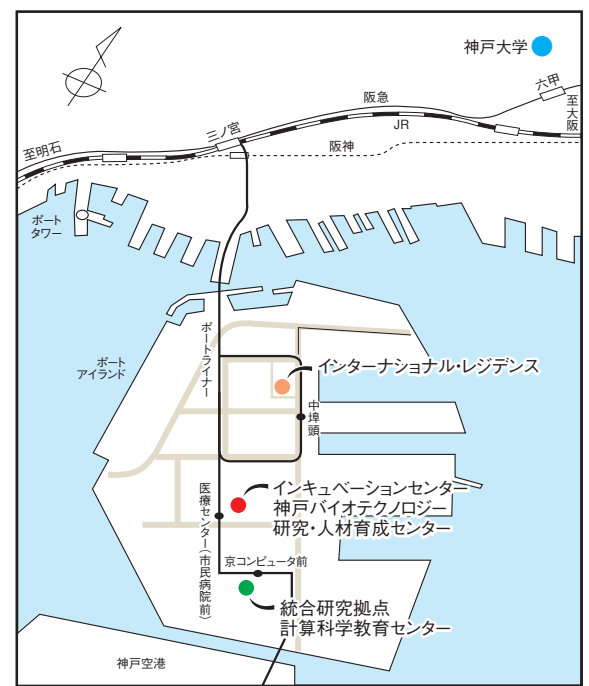 神戸大学
六甲
至大阪
阪急
JR
三ノ宮
阪神
至明石
ポート
タワー
ポートライナー
ポート
アイランド
インターナショナル・レジデンス
中埠頭
インキュベーションセンター
神戸バイオテクノロジー
研究・人材育成センター
医療センター(市民病院前)
京コンピュータ前
統合研究拠点
計算科学教育センター
神戸空港